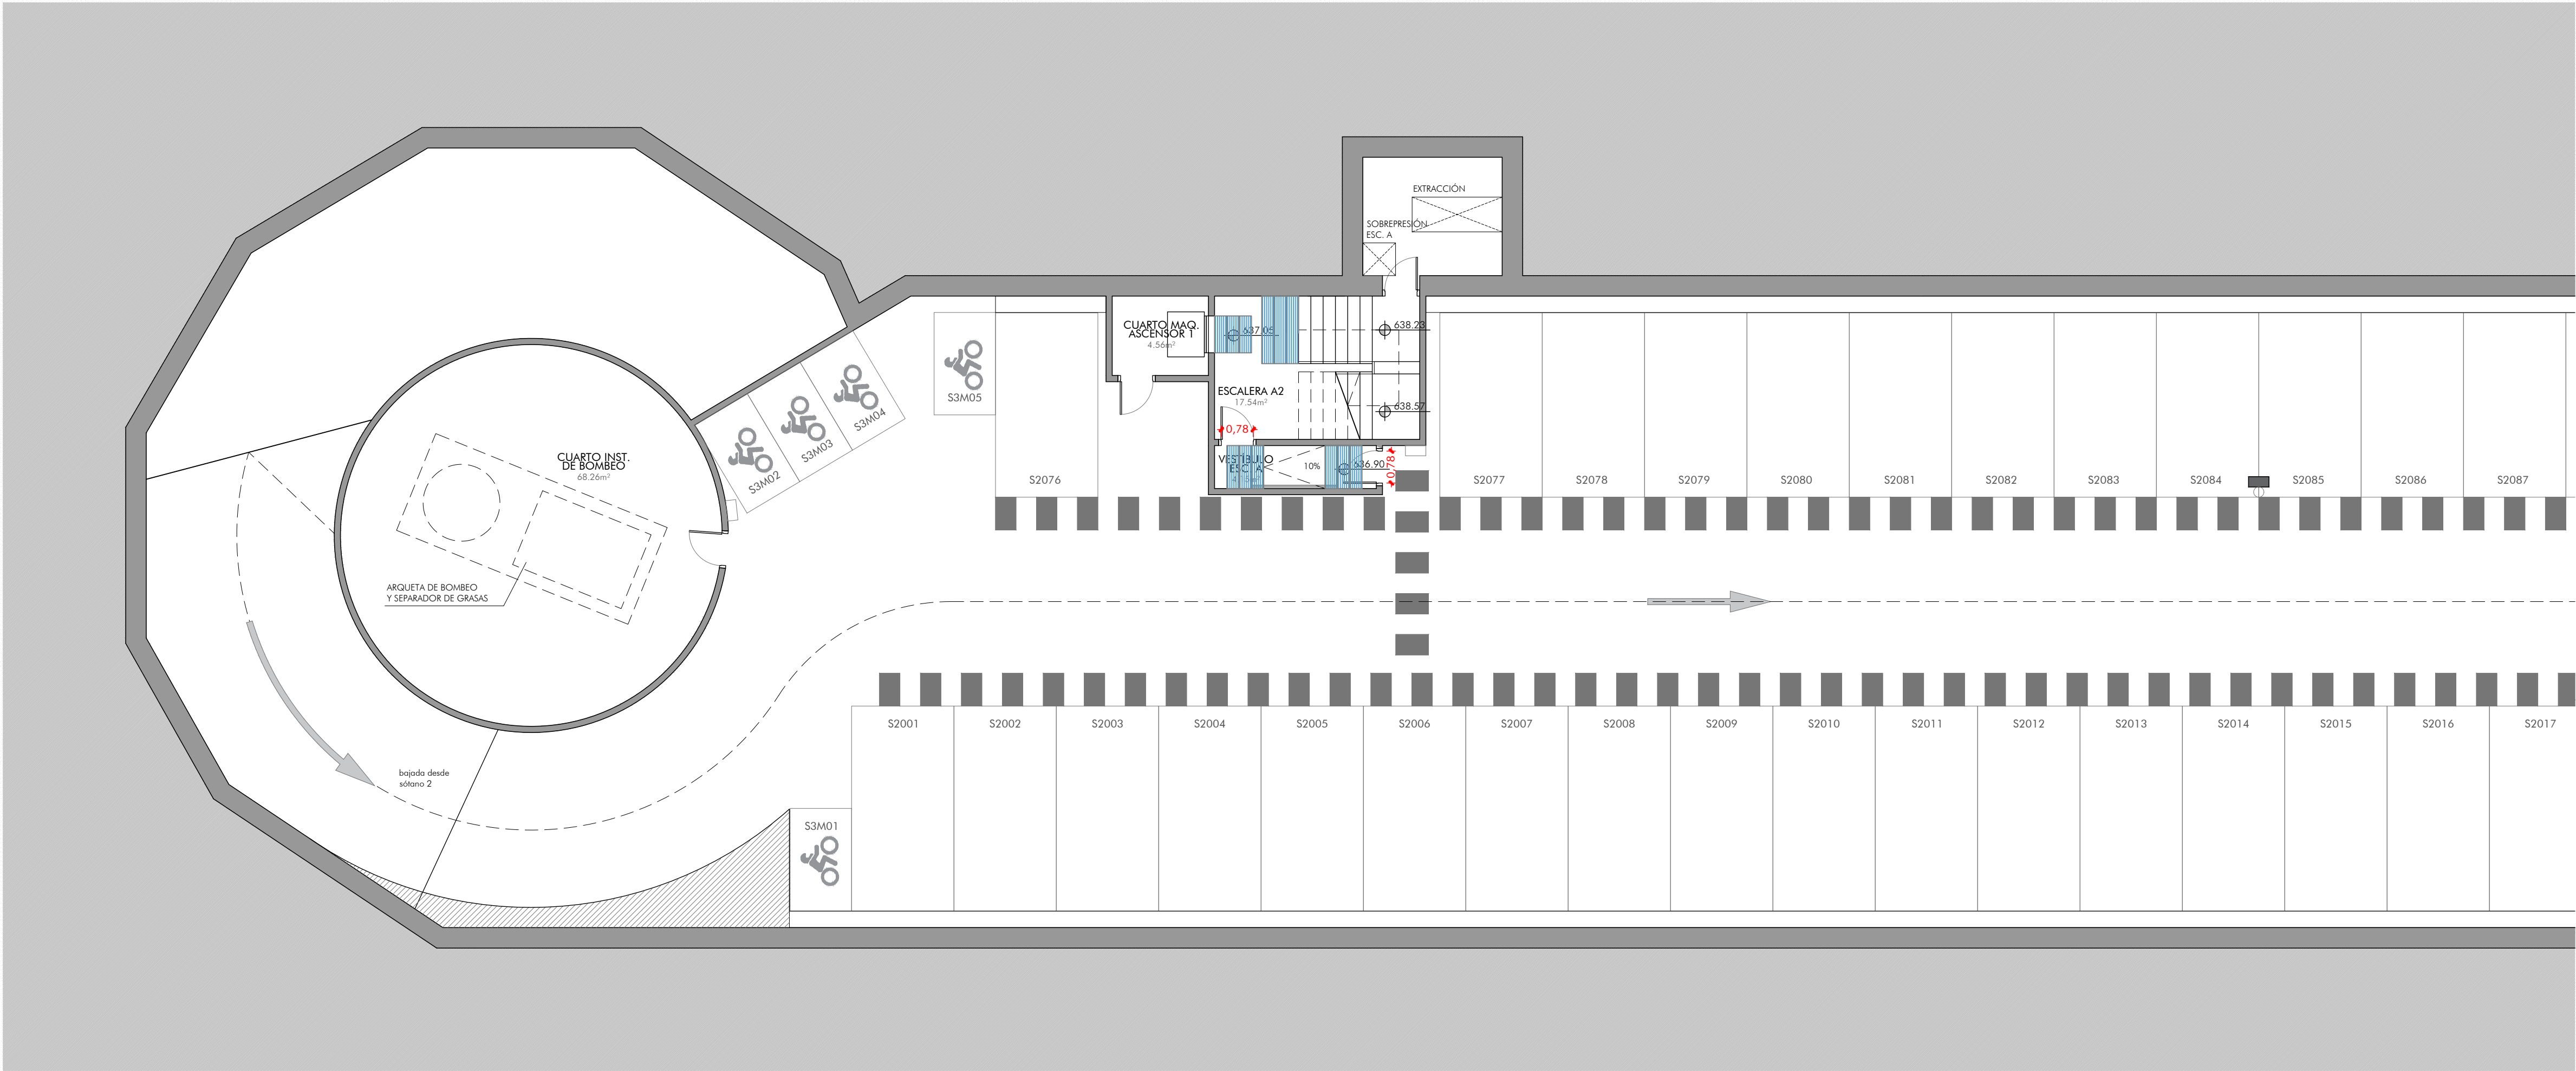 EXTRACCIÓN
SOBREPRESIÓN
ESC. A
CUARTO MAQ.
ASCENSOR 1
4.56m²
637.05
638.23
ESCALERA A2
17.54m²
638.57
0,78
VESTÍBULO
ESC. A
10%
636.90
0,78
S3M05
S3M04
S3M03
S3M02
CUARTO INST.
DE BOMBEO
68.26m²
ARQUETA DE BOMBEO
Y SEPARADOR DE GRASAS
S2076
S2077
S2078
S2079
S2080
S2081
S2082
S2083
S2084
S2085
S2086
S2087
S2001
S2002
S2003
S2004
S2005
S2006
S2007
S2008
S2009
S2010
S2011
S2012
S2013
S2014
S2015
S2016
S2017
bajada desde
sótano 2
S3M01